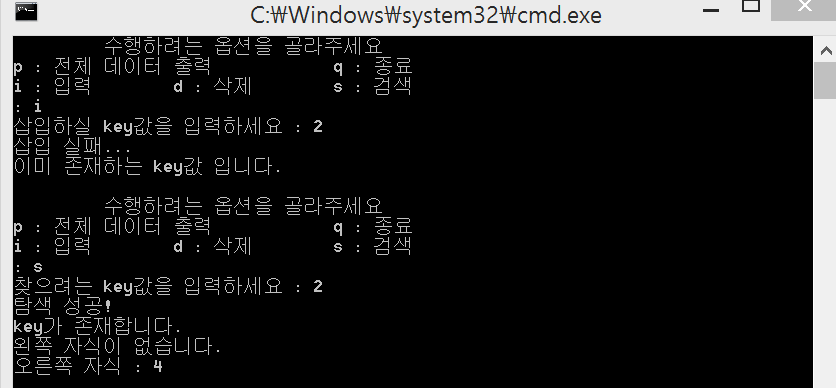 C:₩Windows₩system32₩cmd.exe
수행하려는 옵션을 골라주세요
p : 전체 데이터 출력 q : 종료
i : 입력 d : 삭제 s : 검색
: i
삽입하실 key값을 입력하세요 : 2
삽입 실패...
이미 존재하는 key값 입니다.
수행하려는 옵션을 골라주세요
p : 전체 데이터 출력 q : 종료
i : 입력 d : 삭제 s : 검색
: s
찾으려는 key값을 입력하세요 : 2
탐색 성공!
key가 존재합니다.
왼쪽 자식이 없습니다.
오른쪽 자식 : 4